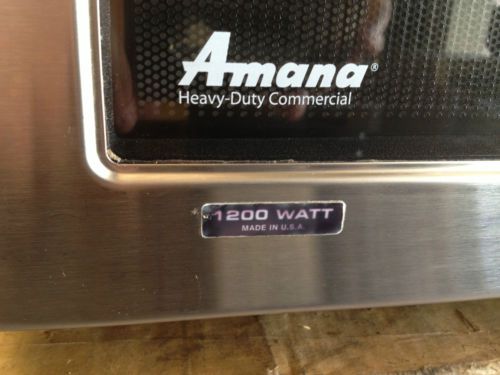 Amana®
Heavy-Duty Commercial
1200 WATT
MADE IN U.S.A.